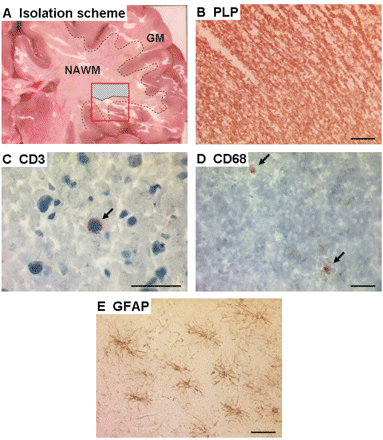 A Isolation scheme
GM
NAWM
B PLP
C CD3
D CD68
E GFAP